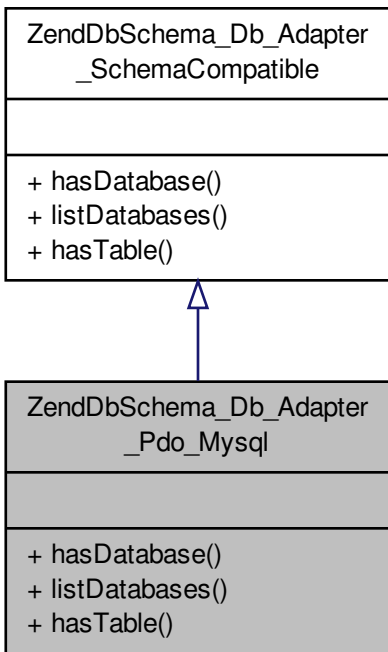 ZendDbSchema_Db_Adapter
_SchemaCompatible
+ hasDatabase()
+ listDatabases()
+ hasTable()
ZendDbSchema_Db_Adapter
_Pdo_Mysql
+ hasDatabase()
+ listDatabases()
+ hasTable()